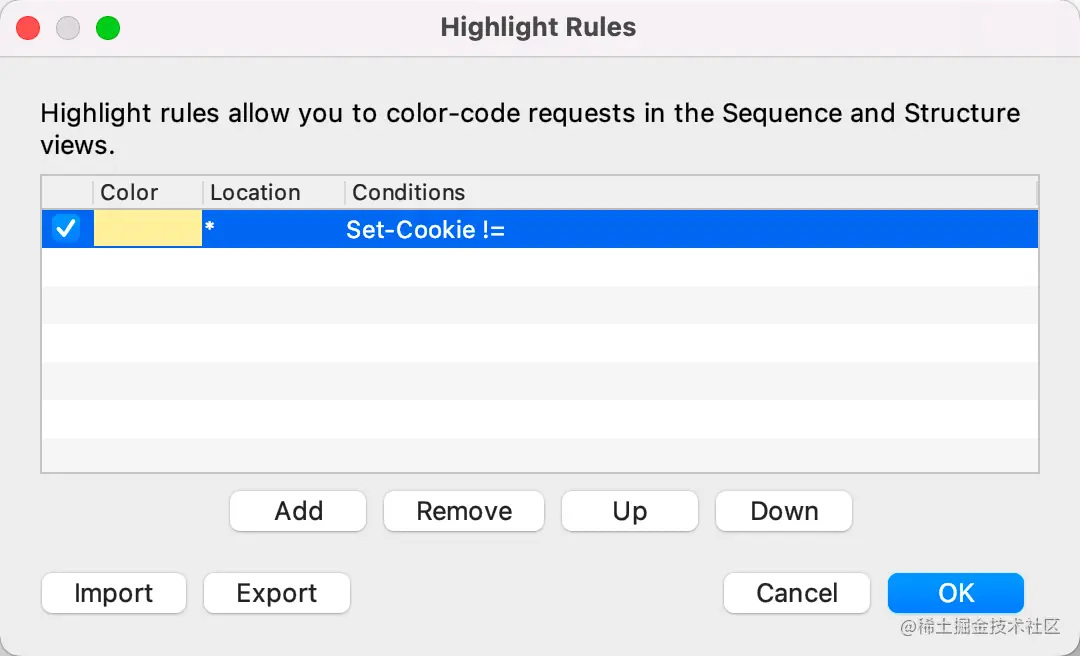 Highlight Rules
Highlight rules allow you to color-code requests in the Sequence and Structure
views.
Color Location Conditions
* Set-Cookie !=
Add Remove Up Down
Import Export Cancel OK
@稀土掘金技术社区